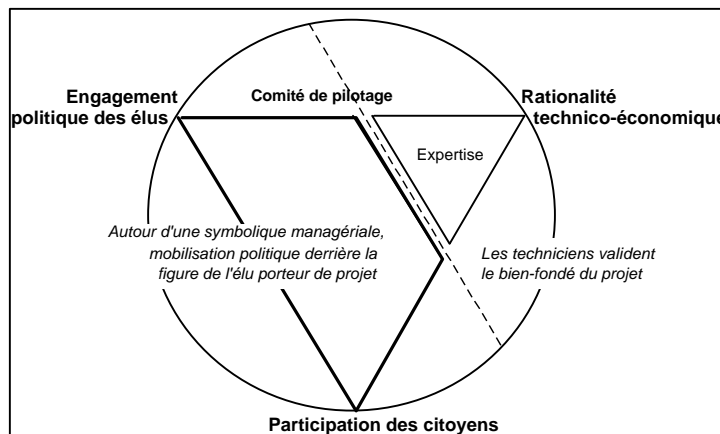 Engagement
politique des élus
Comité de pilotage
Rationalité
technico-économique
Expertise
Autour d'une symbolique managériale,
mobilisation politique derrière la
figure de l'élu porteur de projet
Les techniciens valident
le bien-fondé du projet
Participation des citoyens